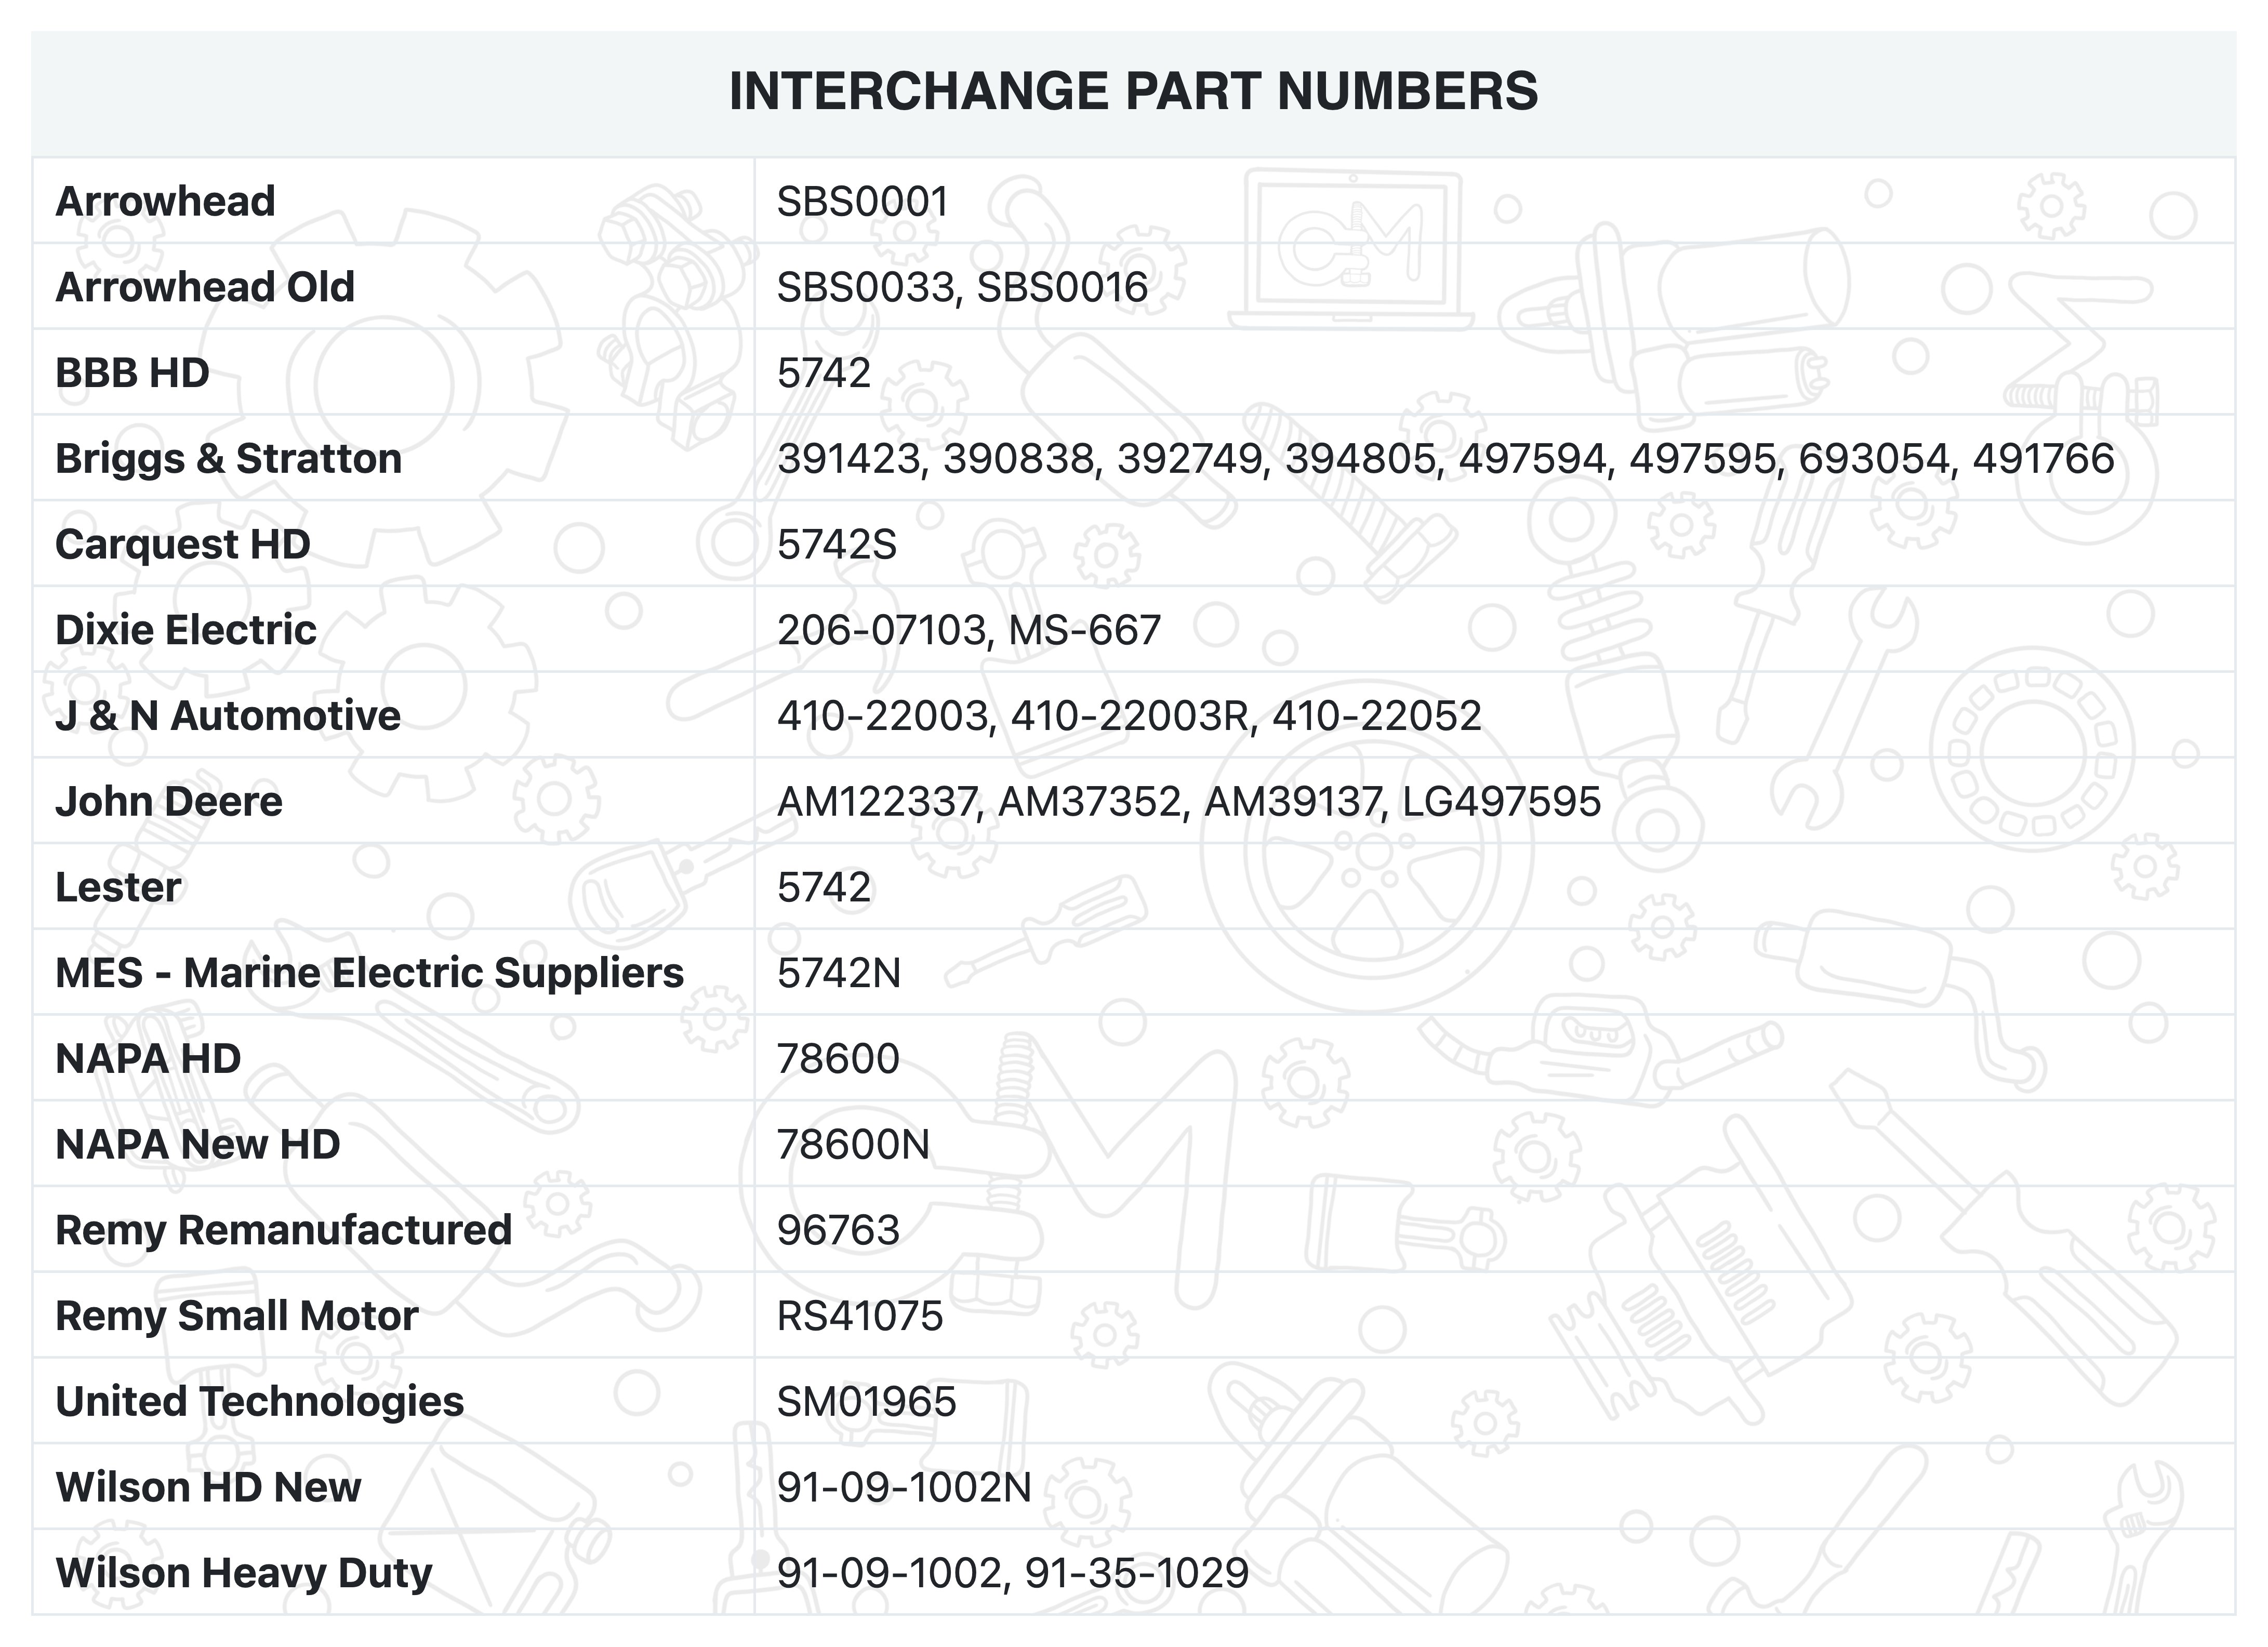 INTERCHANGE PART NUMBERS
Arrowhead SBS0001
Arrowhead Old SBS0033, SBS0016
BBB HD 5742
Briggs & Stratton 391423, 390838, 392749, 394805, 497594, 497595, 693054, 491766
Carquest HD 5742S
Dixie Electric 206-07103, MS-667
J & N Automotive 410-22003, 410-22003R, 410-22052
John Deere AM122337, AM37352, AM39137, LG497595
Lester 5742
MES - Marine Electric Suppliers 5742N
NAPA HD 78600
NAPA New HD 78600N
Remy Remanufactured 96763
Remy Small Motor RS41075
United Technologies SM01965
Wilson HD New 91-09-1002N
Wilson Heavy Duty 91-09-1002, 91-35-1029